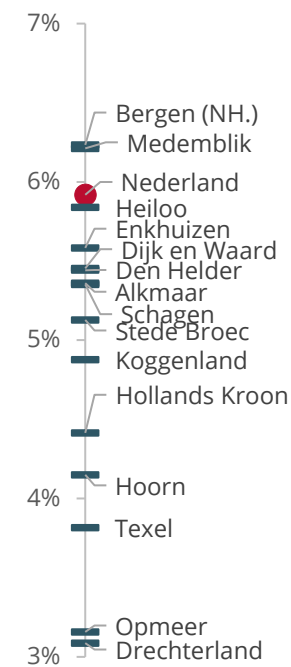 7%
Bergen (NH.)
Medemblik
6%
Nederland
Heiloo
Enkhuizen
Dijk en Waard
Den Helder
Alkmaar
Schagen
Stede Broec
5%
Koggenland
Hollands Kroon
Hoorn
4%
Texel
Opmeer
Drechterland
3%